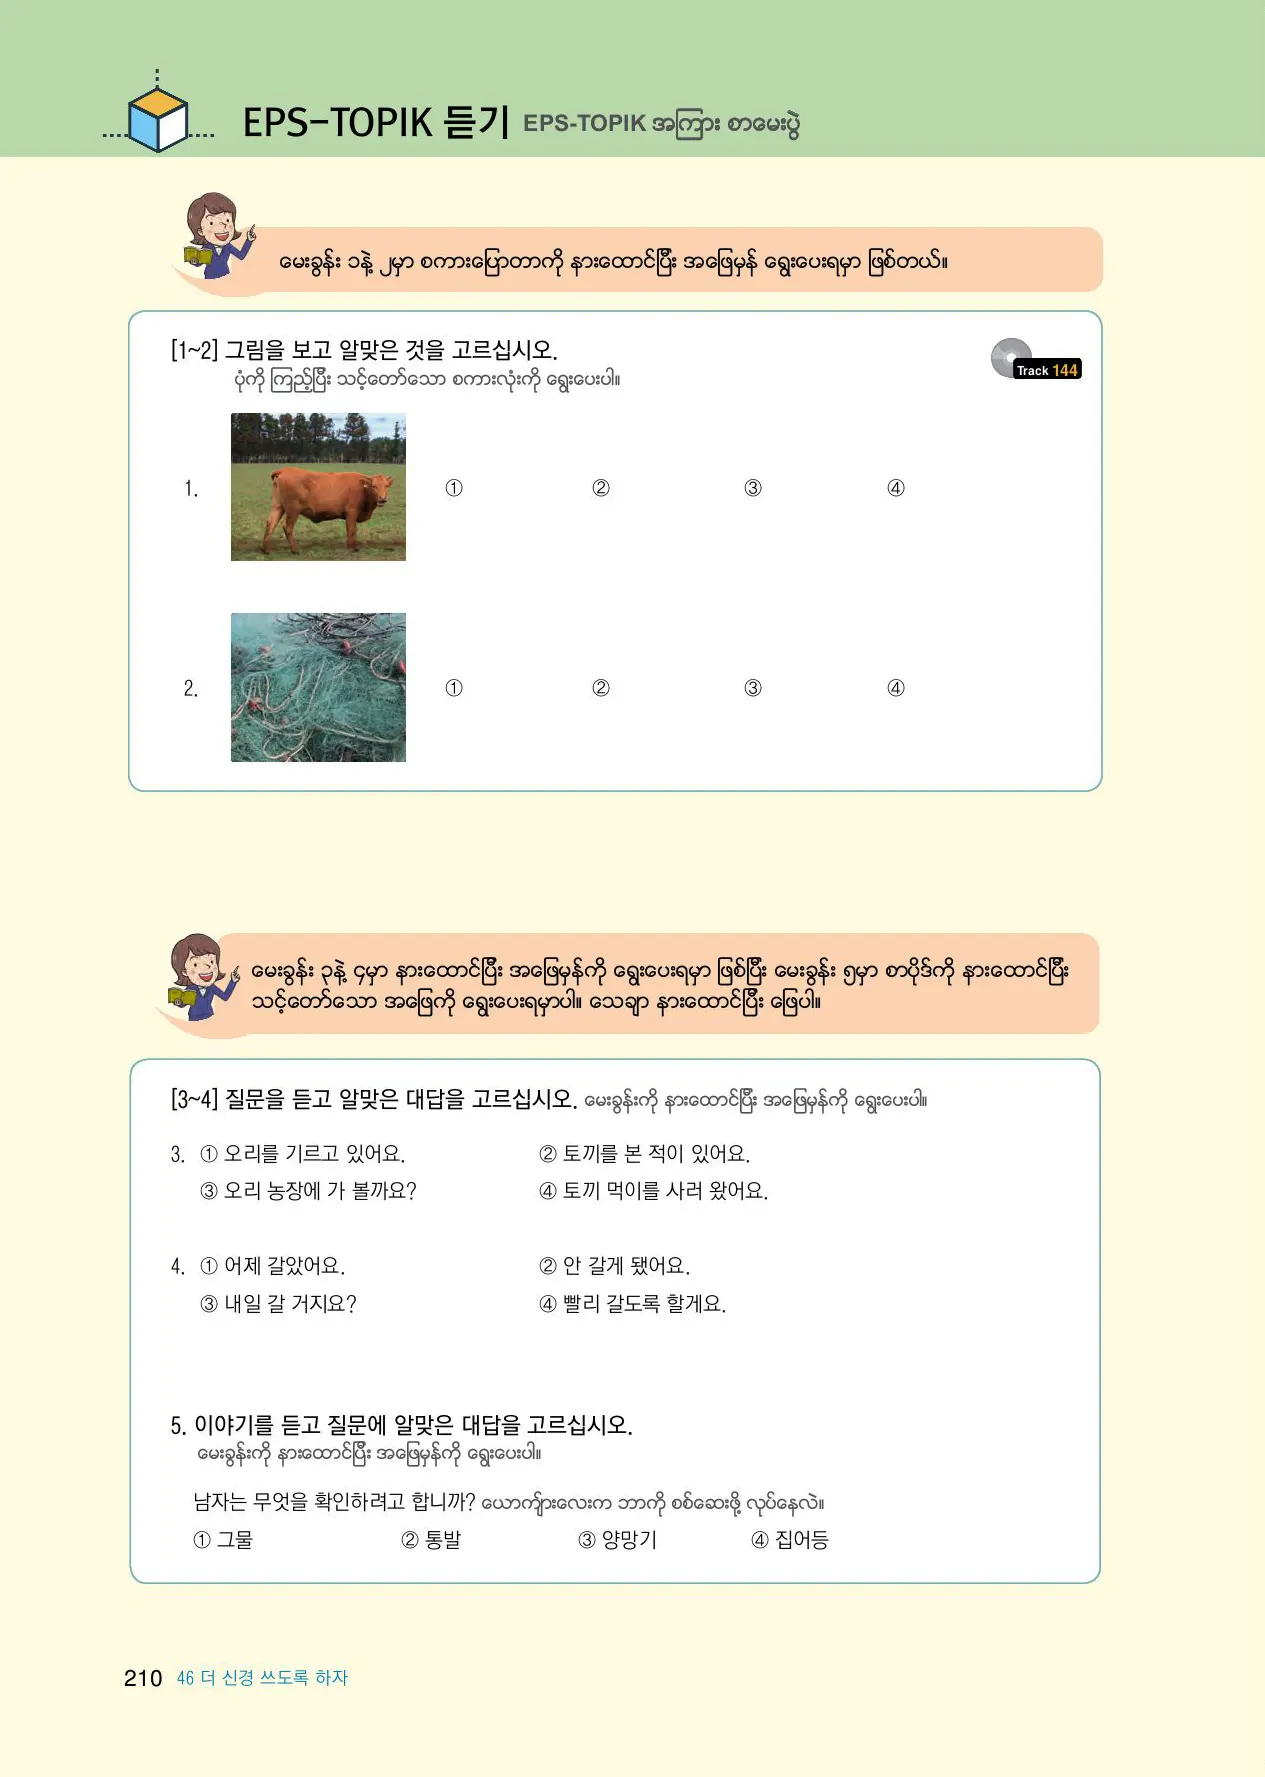 EPS-TOPIK 듣기 EPS-TOPIK အကြား စာမေးပွဲ
မေးခွန်း ၁နဲ့ ၂မှာ စကားပြောတာကို နားထောင်ပြီး အဖြေမှန် ရွေးပေးရမှာ ဖြစ်တယ်။
[1~2] 그림을 보고 알맞은 것을 고르십시오.
ပုံကို ကြည့်ပြီး သင့်တော်သော စကားလုံးကို ရွေးပေးပါ။
Track 144
1. ① ② ③ ④
2. ① ② ③ ④
မေးခွန်း ၃နဲ့ ၄မှာ နားထောင်ပြီး အဖြေမှန်ကို ရွေးပေးရမှာ ဖြစ်ပြီး မေးခွန်း ၅မှာ စာပိုဒ်ကို နားထောင်ပြီး
သင့်တော်သော အဖြေကို ရွေးပေးရမှာပါ။ သေချာ နားထောင်ပြီး ဖြေပါ။
[3~4] 질문을 듣고 알맞은 대답을 고르십시오. မေးခွန်းကို နားထောင်ပြီး အဖြေမှန်ကို ရွေးပေးပါ။
3. ① 오리를 기르고 있어요. ② 토끼를 본 적이 있어요.
③ 오리 농장에 가 볼까요? ④ 토끼 먹이를 사러 왔어요.
4. ① 어제 갈았어요. ② 안 갈게 됐어요.
③ 내일 갈 거지요? ④ 빨리 갈도록 할게요.
5. 이야기를 듣고 질문에 알맞은 대답을 고르십시오.
မေးခွန်းကို နားထောင်ပြီး အဖြေမှန်ကို ရွေးပေးပါ။
남자는 무엇을 확인하려고 합니까? ယောက်ျားလေးက ဘာကို စစ်ဆေးဖို့ လုပ်နေလဲ။
① 그물 ② 통발 ③ 양망기 ④ 집어등
210 46 더 신경 쓰도록 하자